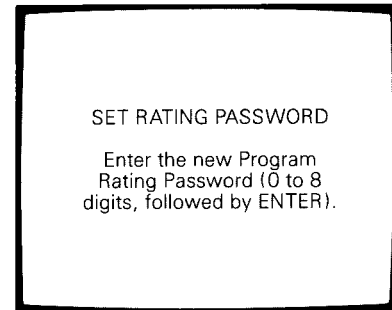 SET RATING PASSWORD
Enter the new Program
Rating Password (0 to 8
digits, followed by ENTER).